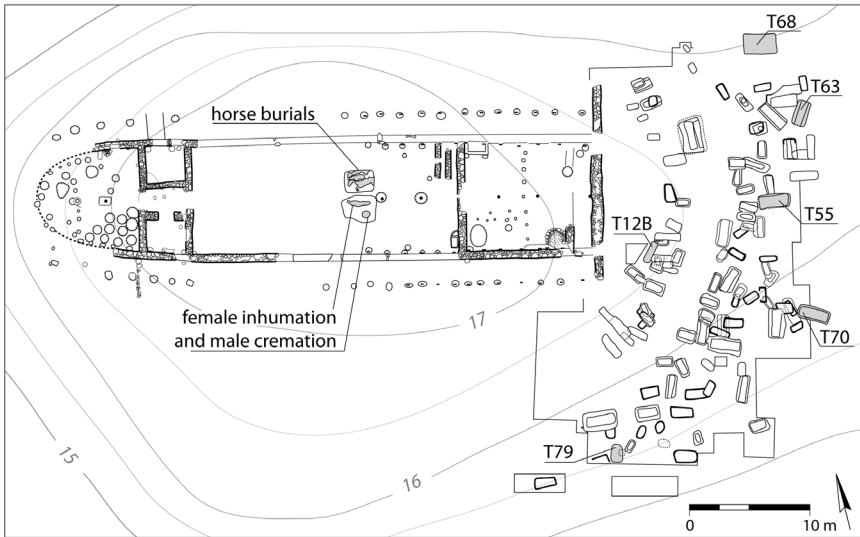 T68
T63
horse burials
T55
T12B
female inhumation
and male cremation
17
T70
15
16
T79
0
10 m